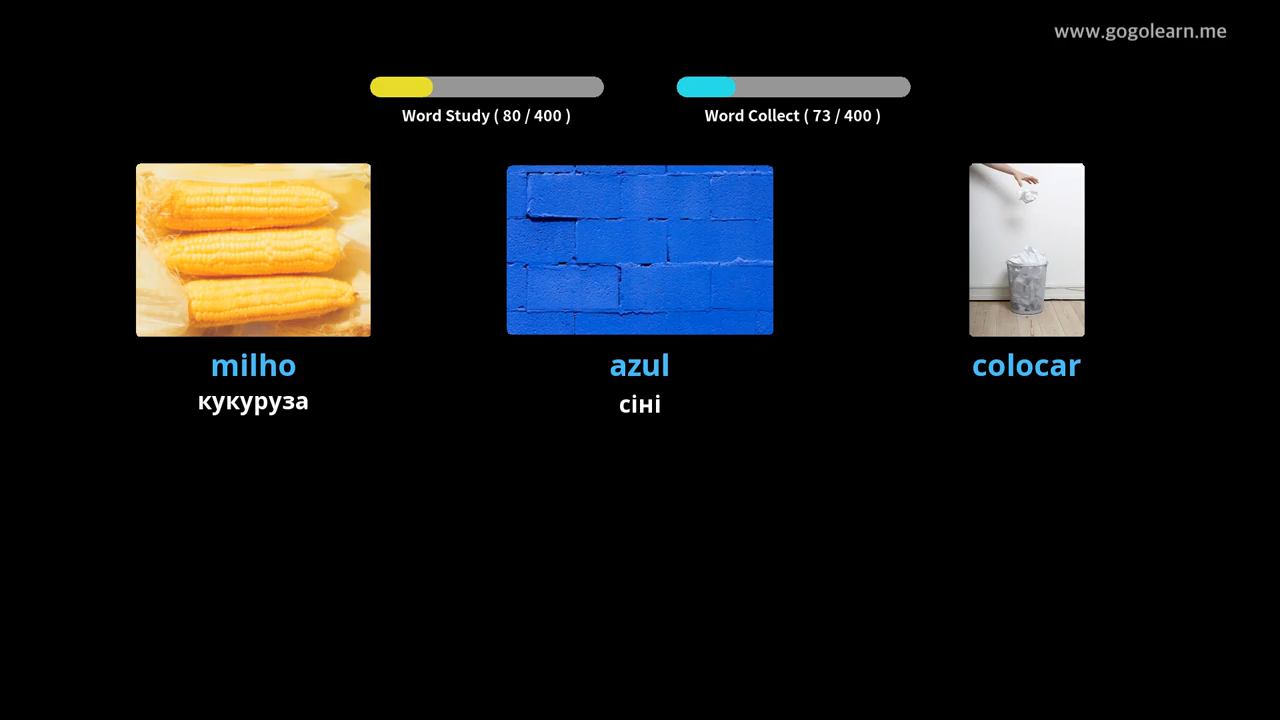 www.gogolearn.me
Word Study ( 80 / 400 )
Word Collect ( 73 / 400 )
milho
azul
colocar
кукуруза
сіні